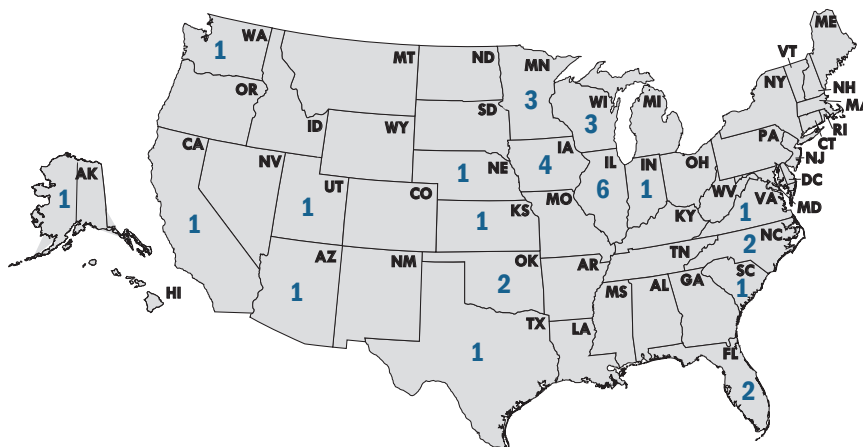 ME
WA
1
VT
MT
ND
MN
NY
NH
MA
OR
3
WI
MI
SD
ID
3
RI
WY
PA
CT
CA
IA
NJ
NV
NE
4
IL
IN
OH
DC
AK
1
1
UT
CO
6
1
WV
VA
MD
1
KS
MO
1
1
1
KY
NC
2
TN
AZ
NM
OK
SC
HI
1
2
AR
1
MS
AL
GA
TX
LA
1
FL
2